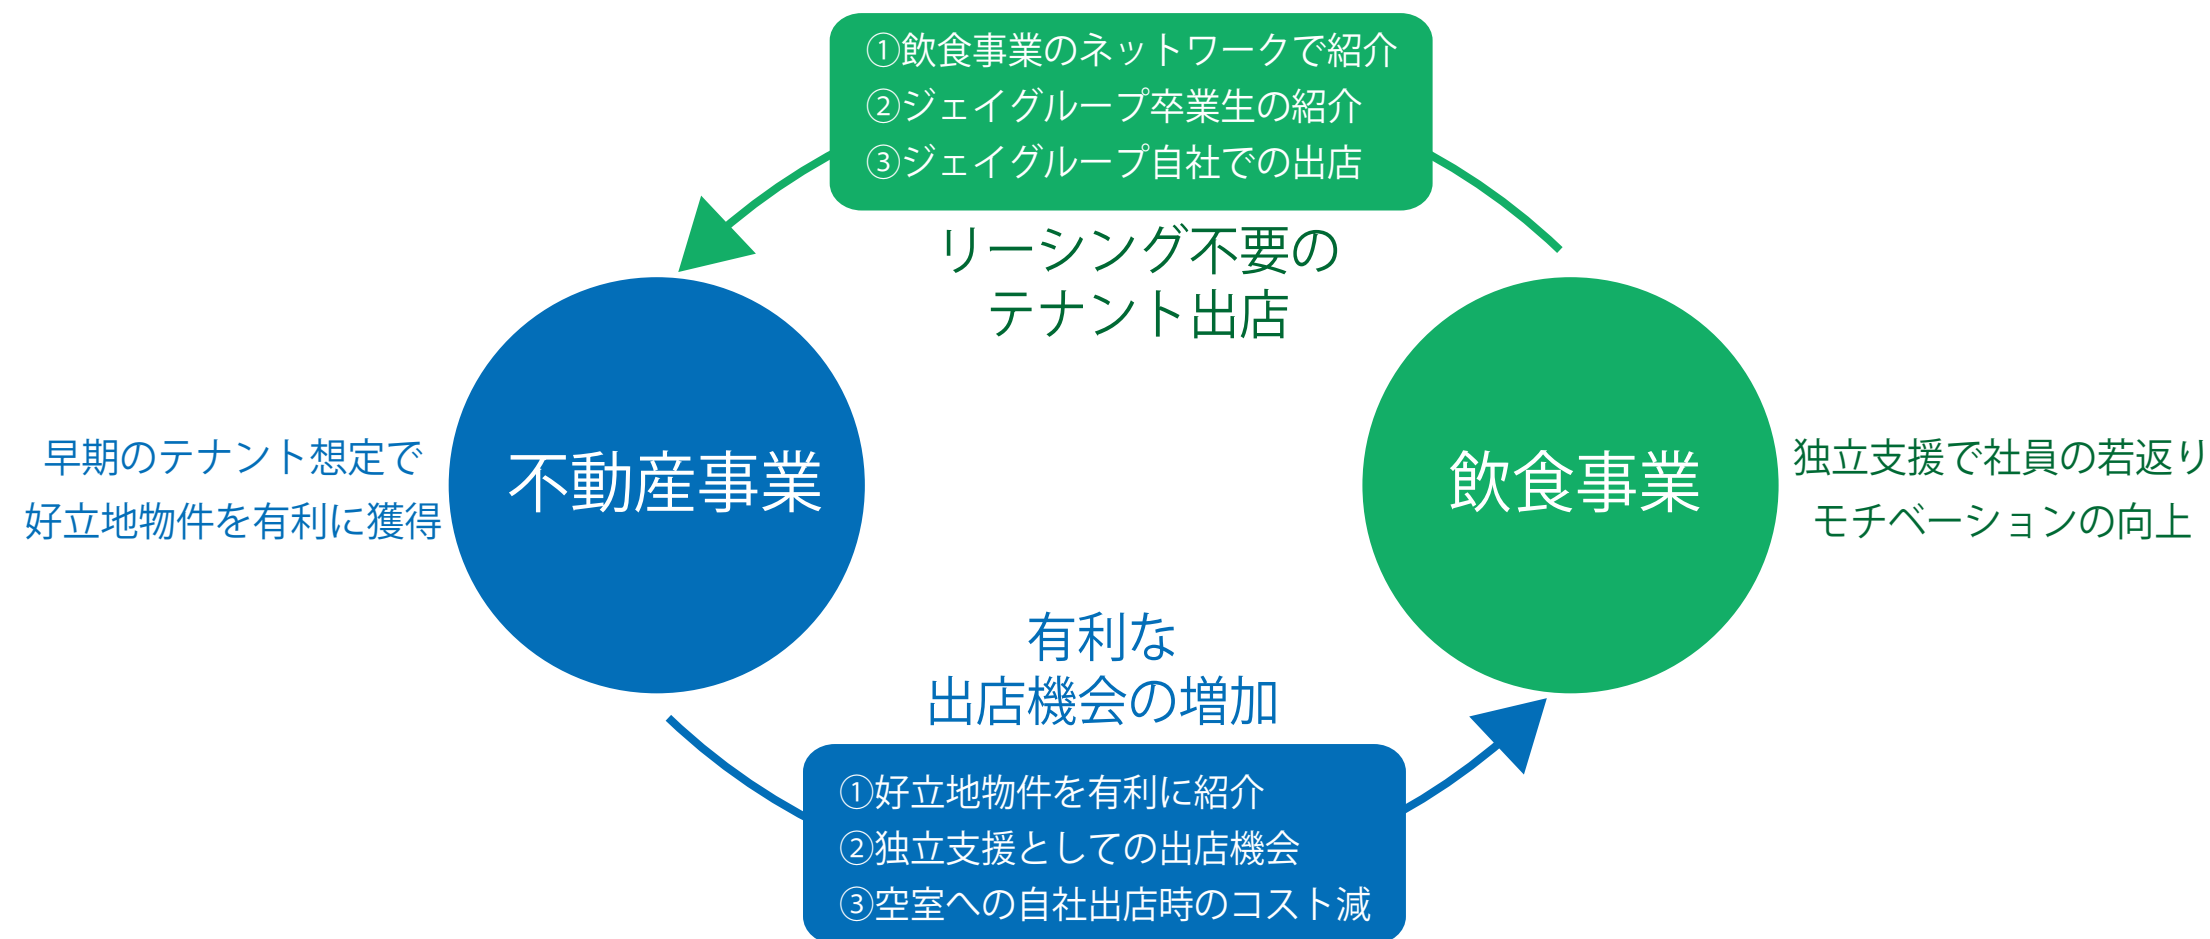 ①飲食事業のネットワークで紹介
②ジェイグループ卒業生の紹介
③ジェイグループ自社での出店
リーシング不要の
テナント出店
早期のテナント想定で
好立地物件を有利に獲得
不動産事業
飲食事業
独立支援で社員の若返り
モチベーションの向上
有利な
出店機会の増加
①好立地物件を有利に紹介
②独立支援としての出店機会
③空室への自社出店時のコスト減